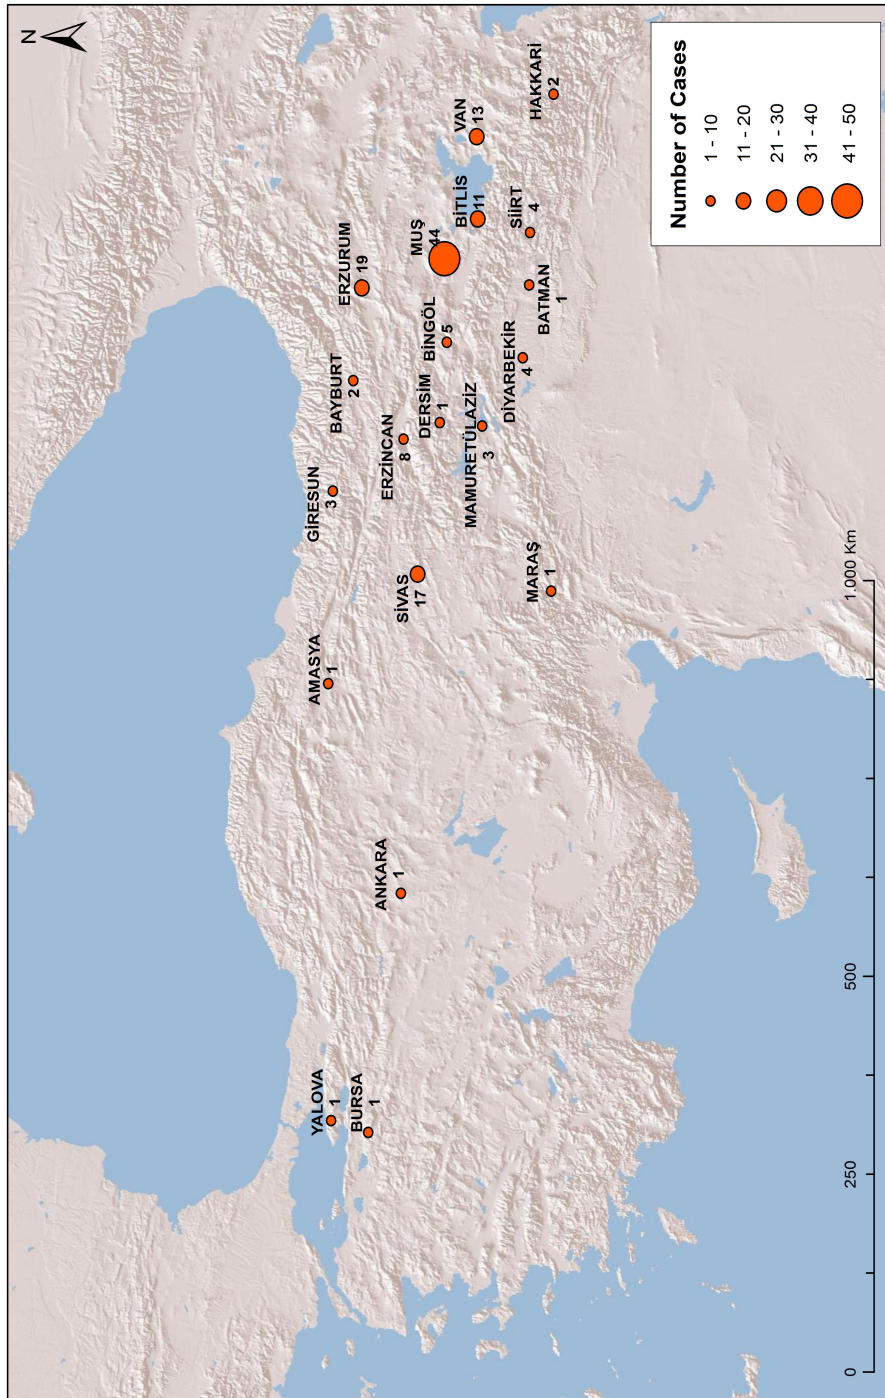 N
GİRESUN
3
BAYBURT
2
ERZURUM
19
AMASYA
1
YALOVA
1
BURSA
1
ANKARA
1
SİVAS
17
ERZİNCAN
8
DERSİM
1
BİNGÖL
5
MUŞ
44
BİTLİS
11
VAN
13
MAMURETÜLAZİZ
3
DİYARBEKİR
4
BATMAN
1
SİİRT
4
HAKKARİ
2
MARAŞ
1
Number of Cases
1 - 10
11 - 20
21 - 30
31 - 40
41 - 50
0
250
500
1.000 Km